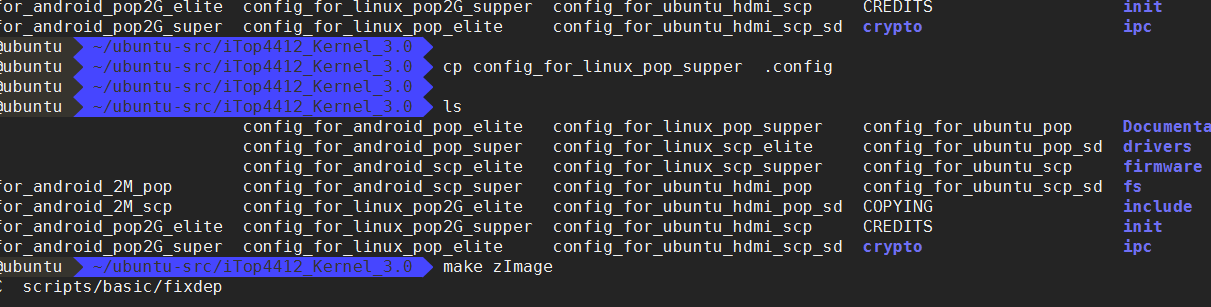 for_android_pop2G_elite config_for_linux_pop2G_supper config_for_ubuntu_hdmi_scp CREDITS init
for_android_pop2G_super config_for_linux_pop_elite config_for_ubuntu_hdmi_scp_sd crypto ipc
@ubuntu ~/ubuntu-src/iTop4412_Kernel_3.0
@ubuntu ~/ubuntu-src/iTop4412_Kernel_3.0 cp config_for_linux_pop_supper .config
@ubuntu ~/ubuntu-src/iTop4412_Kernel_3.0
@ubuntu ~/ubuntu-src/iTop4412_Kernel_3.0 ls
config_for_android_pop_elite config_for_linux_pop_supper config_for_ubuntu_pop Documenta
config_for_android_pop_super config_for_linux_scp_elite config_for_ubuntu_pop_sd drivers
config_for_android_scp_elite config_for_linux_scp_supper config_for_ubuntu_scp firmware
for_android_2M_pop config_for_android_scp_super config_for_ubuntu_hdmi_pop config_for_ubuntu_scp_sd fs
for_android_2M_scp config_for_linux_pop2G_elite config_for_ubuntu_hdmi_pop_sd COPYING include
for_android_pop2G_elite config_for_linux_pop2G_supper config_for_ubuntu_hdmi_scp CREDITS init
for_android_pop2G_super config_for_linux_pop_elite config_for_ubuntu_hdmi_scp_sd crypto ipc
@ubuntu ~/ubuntu-src/iTop4412_Kernel_3.0 make zImage
C scripts/basic/fixdep